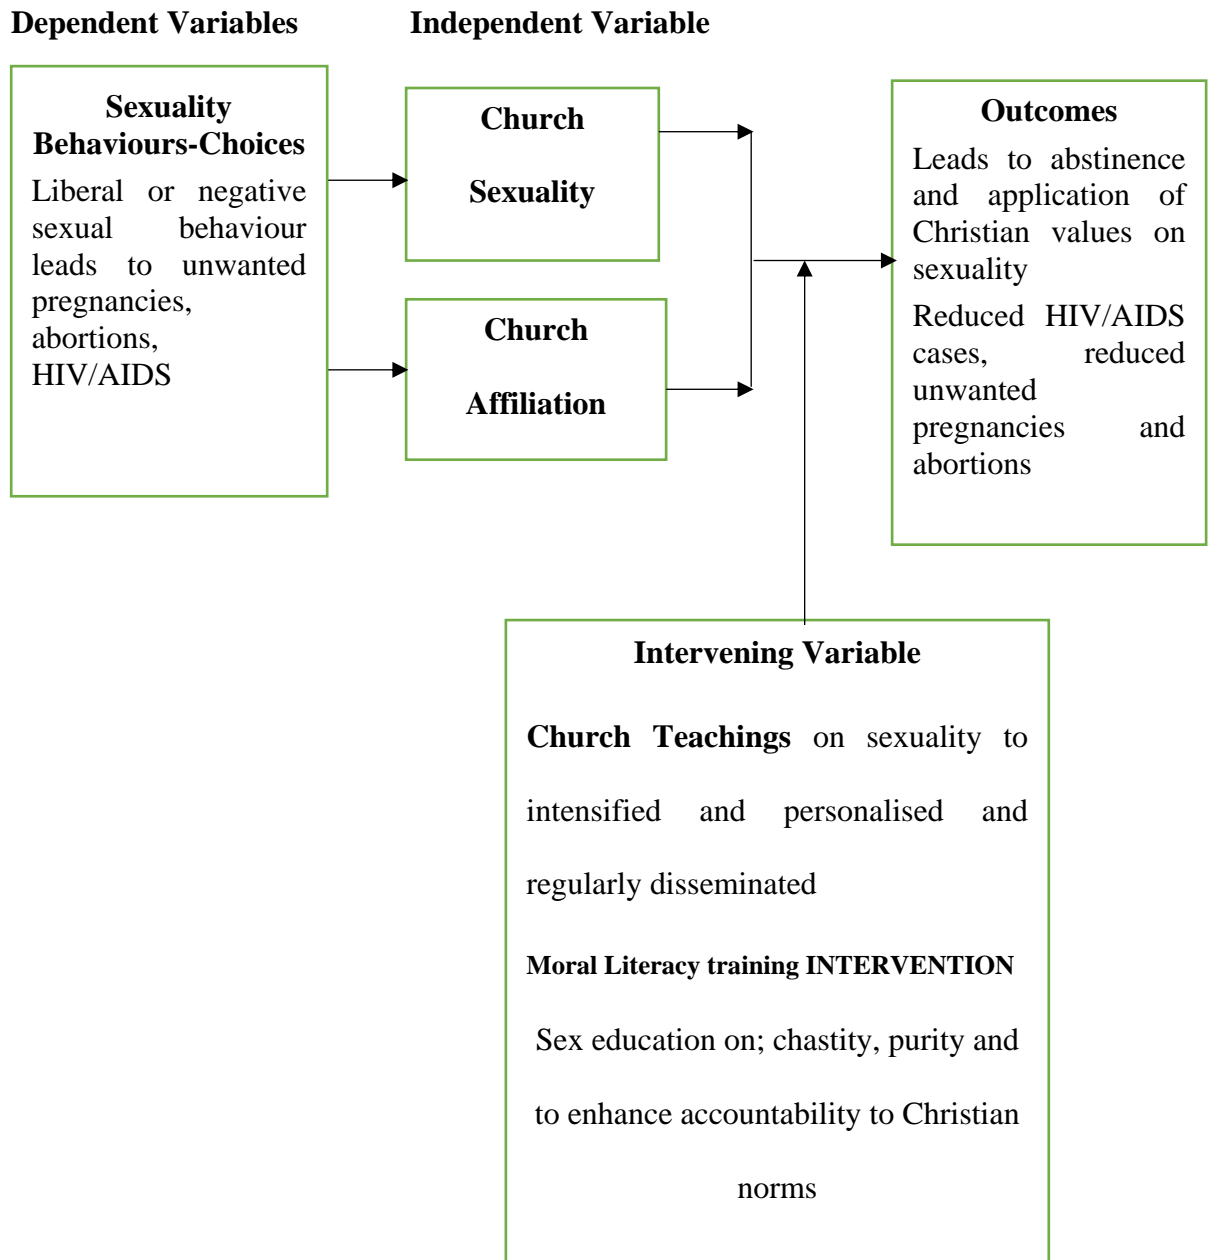 Dependent Variables
Independent Variable
Sexuality
Behaviours-Choices
Liberal or negative
sexual behaviour
leads to unwanted
pregnancies,
abortions,
HIV/AIDS
Church
Sexuality
Church
Affiliation
Outcomes
Leads to abstinence
and application of
Christian values on
sexuality
Reduced HIV/AIDS
cases, reduced
unwanted
pregnancies and
abortions
Intervening Variable
Church Teachings on sexuality to
intensified and personalised and
regularly disseminated
Moral Literacy training INTERVENTION
Sex education on; chastity, purity and
to enhance accountability to Christian
norms